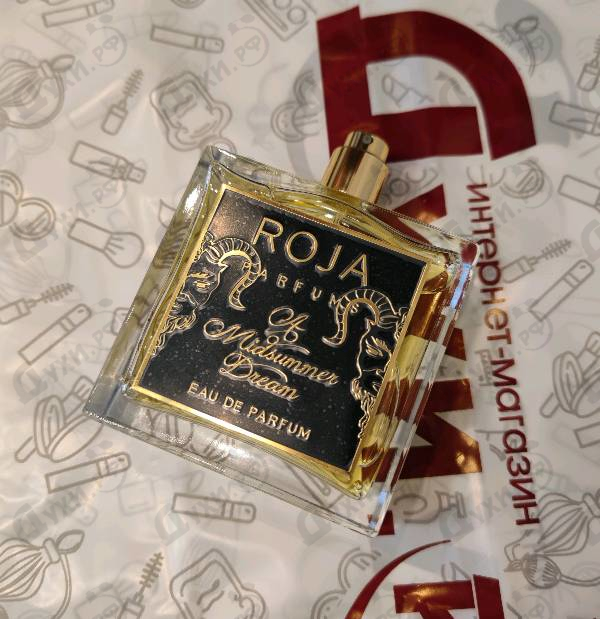 ROJA
PARFUMS
A
Midsummer
Dream
EAU DE PARFUM
интернет-магазин